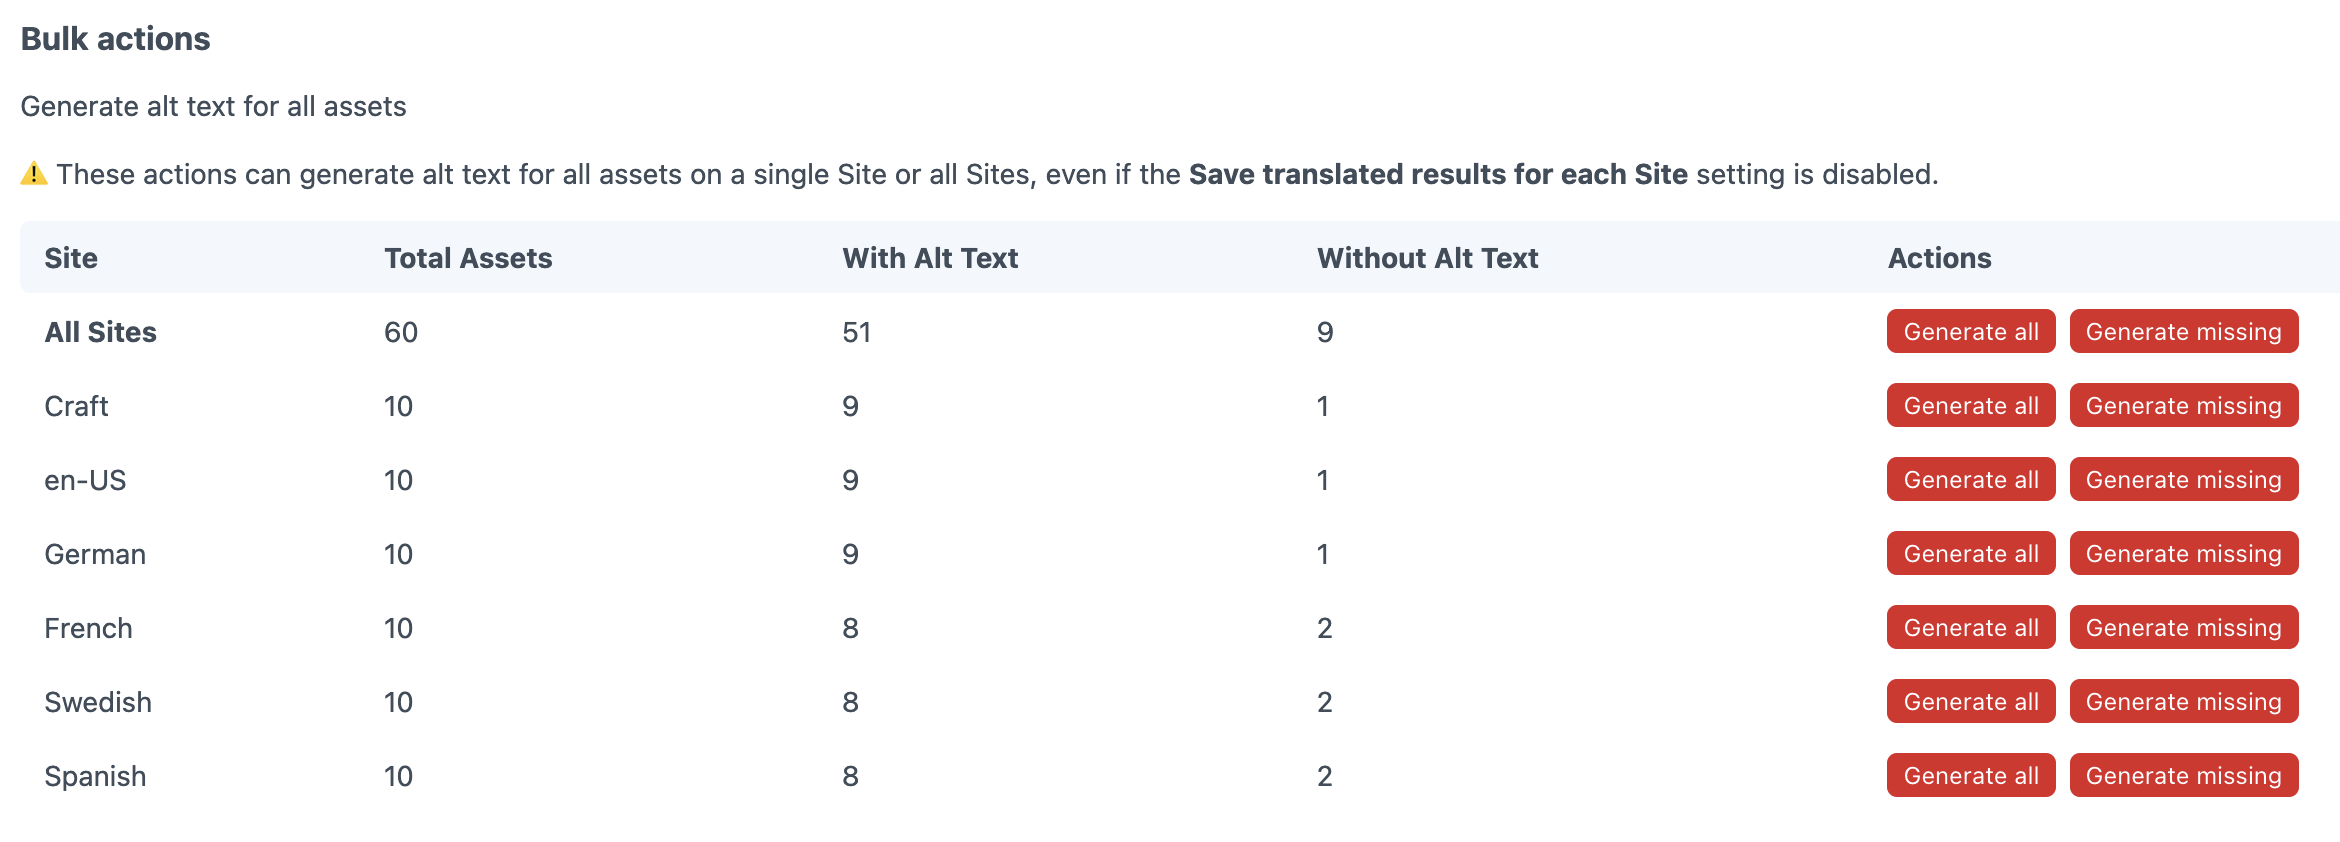 Bulk actions
Generate alt text for all assets
⚠️ These actions can generate alt text for all assets on a single Site or all Sites, even if the Save translated results for each Site setting is disabled.
Site Total Assets With Alt Text Without Alt Text Actions
All Sites 60 51 9 Generate all Generate missing
Craft 10 9 1 Generate all Generate missing
en-US 10 9 1 Generate all Generate missing
German 10 9 1 Generate all Generate missing
French 10 8 2 Generate all Generate missing
Swedish 10 8 2 Generate all Generate missing
Spanish 10 8 2 Generate all Generate missing